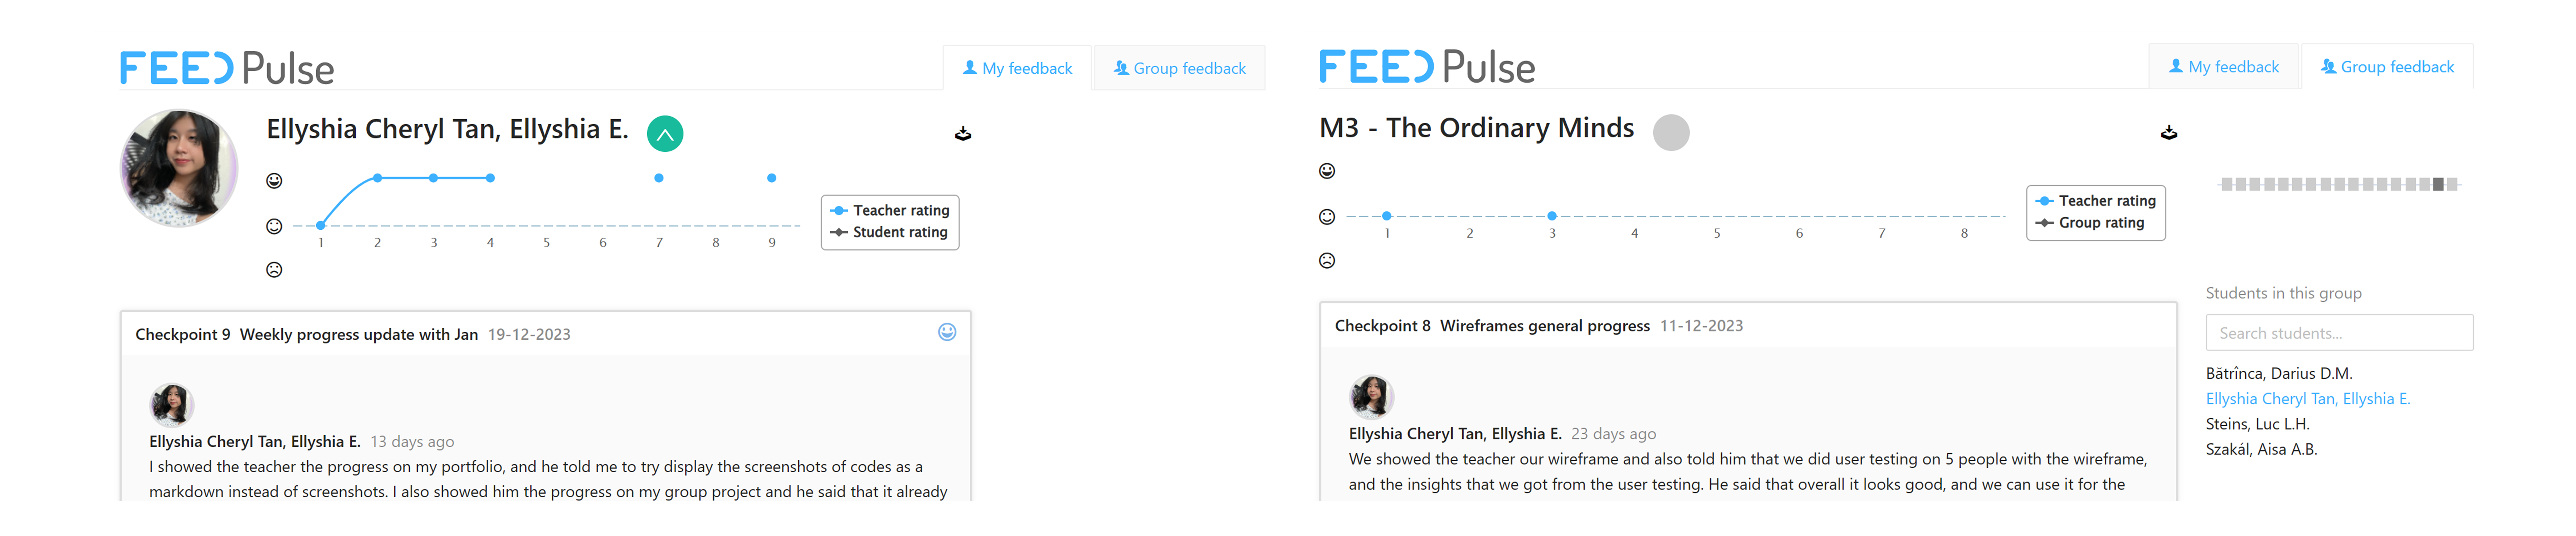 FEED Pulse
My feedback
Group feedback
Ellyshia Cheryl Tan, Ellyshia E.
1 2 3 4 5 6 7 8 9
Teacher rating
Student rating
Checkpoint 9 Weekly progress update with Jan 19-12-2023
Ellyshia Cheryl Tan, Ellyshia E. 13 days ago
I showed the teacher the progress on my portfolio, and he told me to try display the screenshots of codes as a
markdown instead of screenshots. I also showed him the progress on my group project and he said that it already
FEED Pulse
My feedback
Group feedback
M3 - The Ordinary Minds
1 2 3 4 5 6 7 8
Teacher rating
Group rating
Checkpoint 8 Wireframes general progress 11-12-2023
Ellyshia Cheryl Tan, Ellyshia E. 23 days ago
We showed the teacher our wireframe and also told him that we did user testing on 5 people with the wireframe,
and the insights that we got from the user testing. He said that overall it looks good, and we can use it for the
Students in this group
Search students...
Bătrînca, Darius D.M.
Ellyshia Cheryl Tan, Ellyshia E.
Steins, Luc L.H.
Szakál, Aisa A.B.